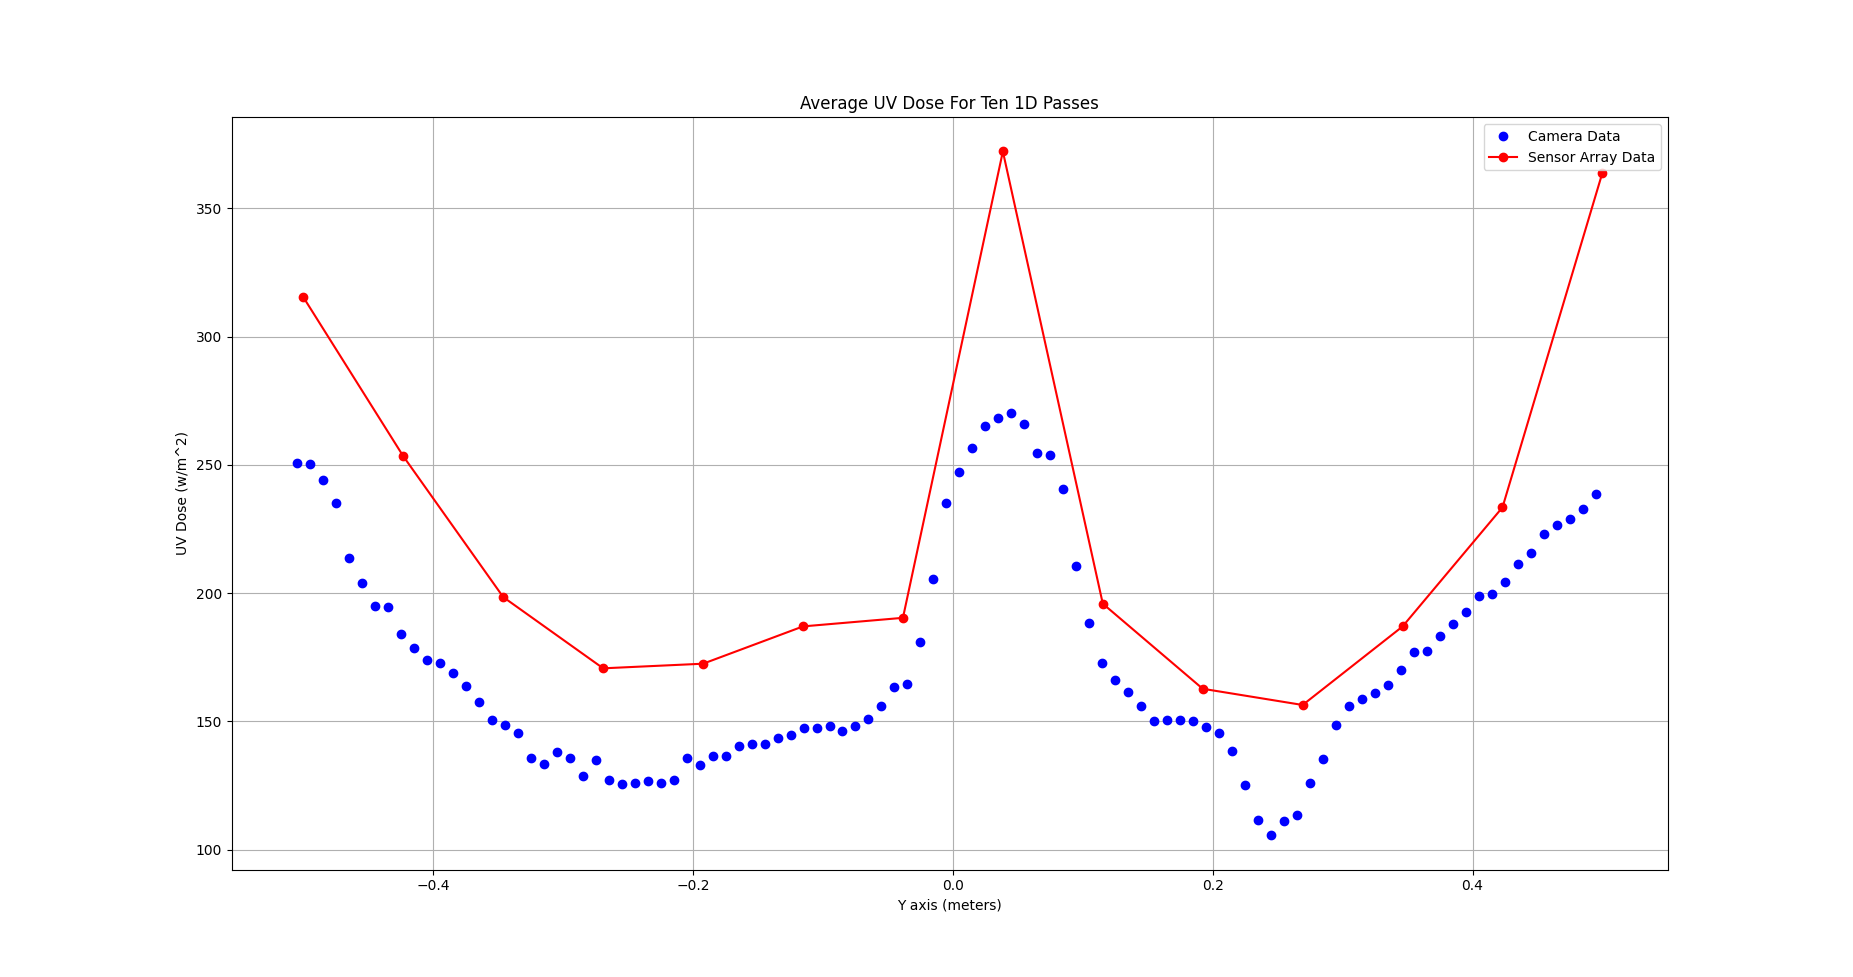 Average UV Dose For Ten 1D Passes
Camera Data
Sensor Array Data
350
300
250
200
150
100
UV Dose (w/m^2)
−0.4
−0.2
0.0
0.2
0.4
Y axis (meters)